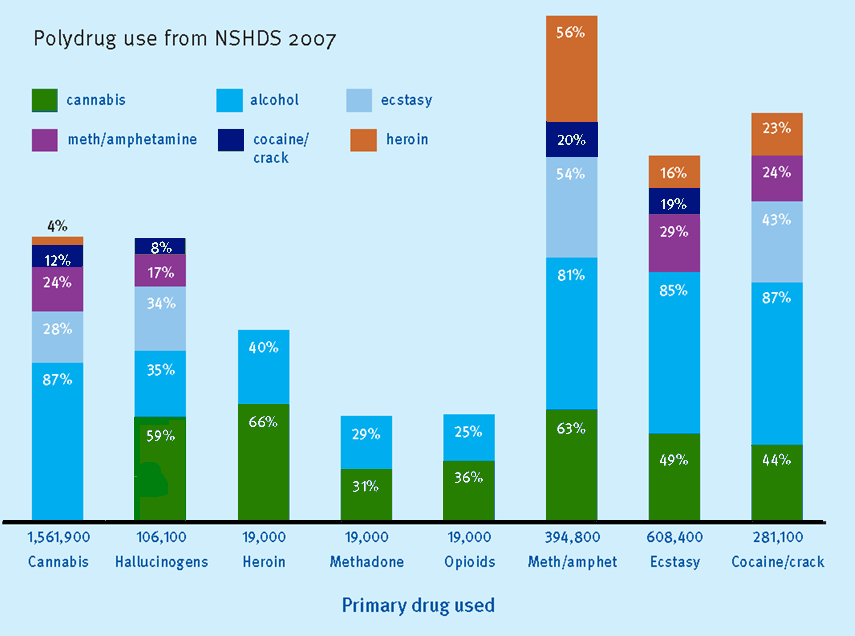 Polydrug use from NSHDS 2007
cannabis
alcohol
ecstasy
meth/amphetamine
cocaine/
crack
heroin
4%
12%
24%
28%
87%
8%
17%
34%
35%
59%
40%
66%
29%
31%
25%
36%
56%
20%
54%
81%
63%
16%
19%
29%
85%
49%
23%
24%
43%
87%
44%
1,561,900
Cannabis
106,100
Hallucinogens
19,000
Heroin
19,000
Methadone
19,000
Opioids
394,800
Meth/amphet
608,400
Ecstasy
281,100
Cocaine/crack
Primary drug used